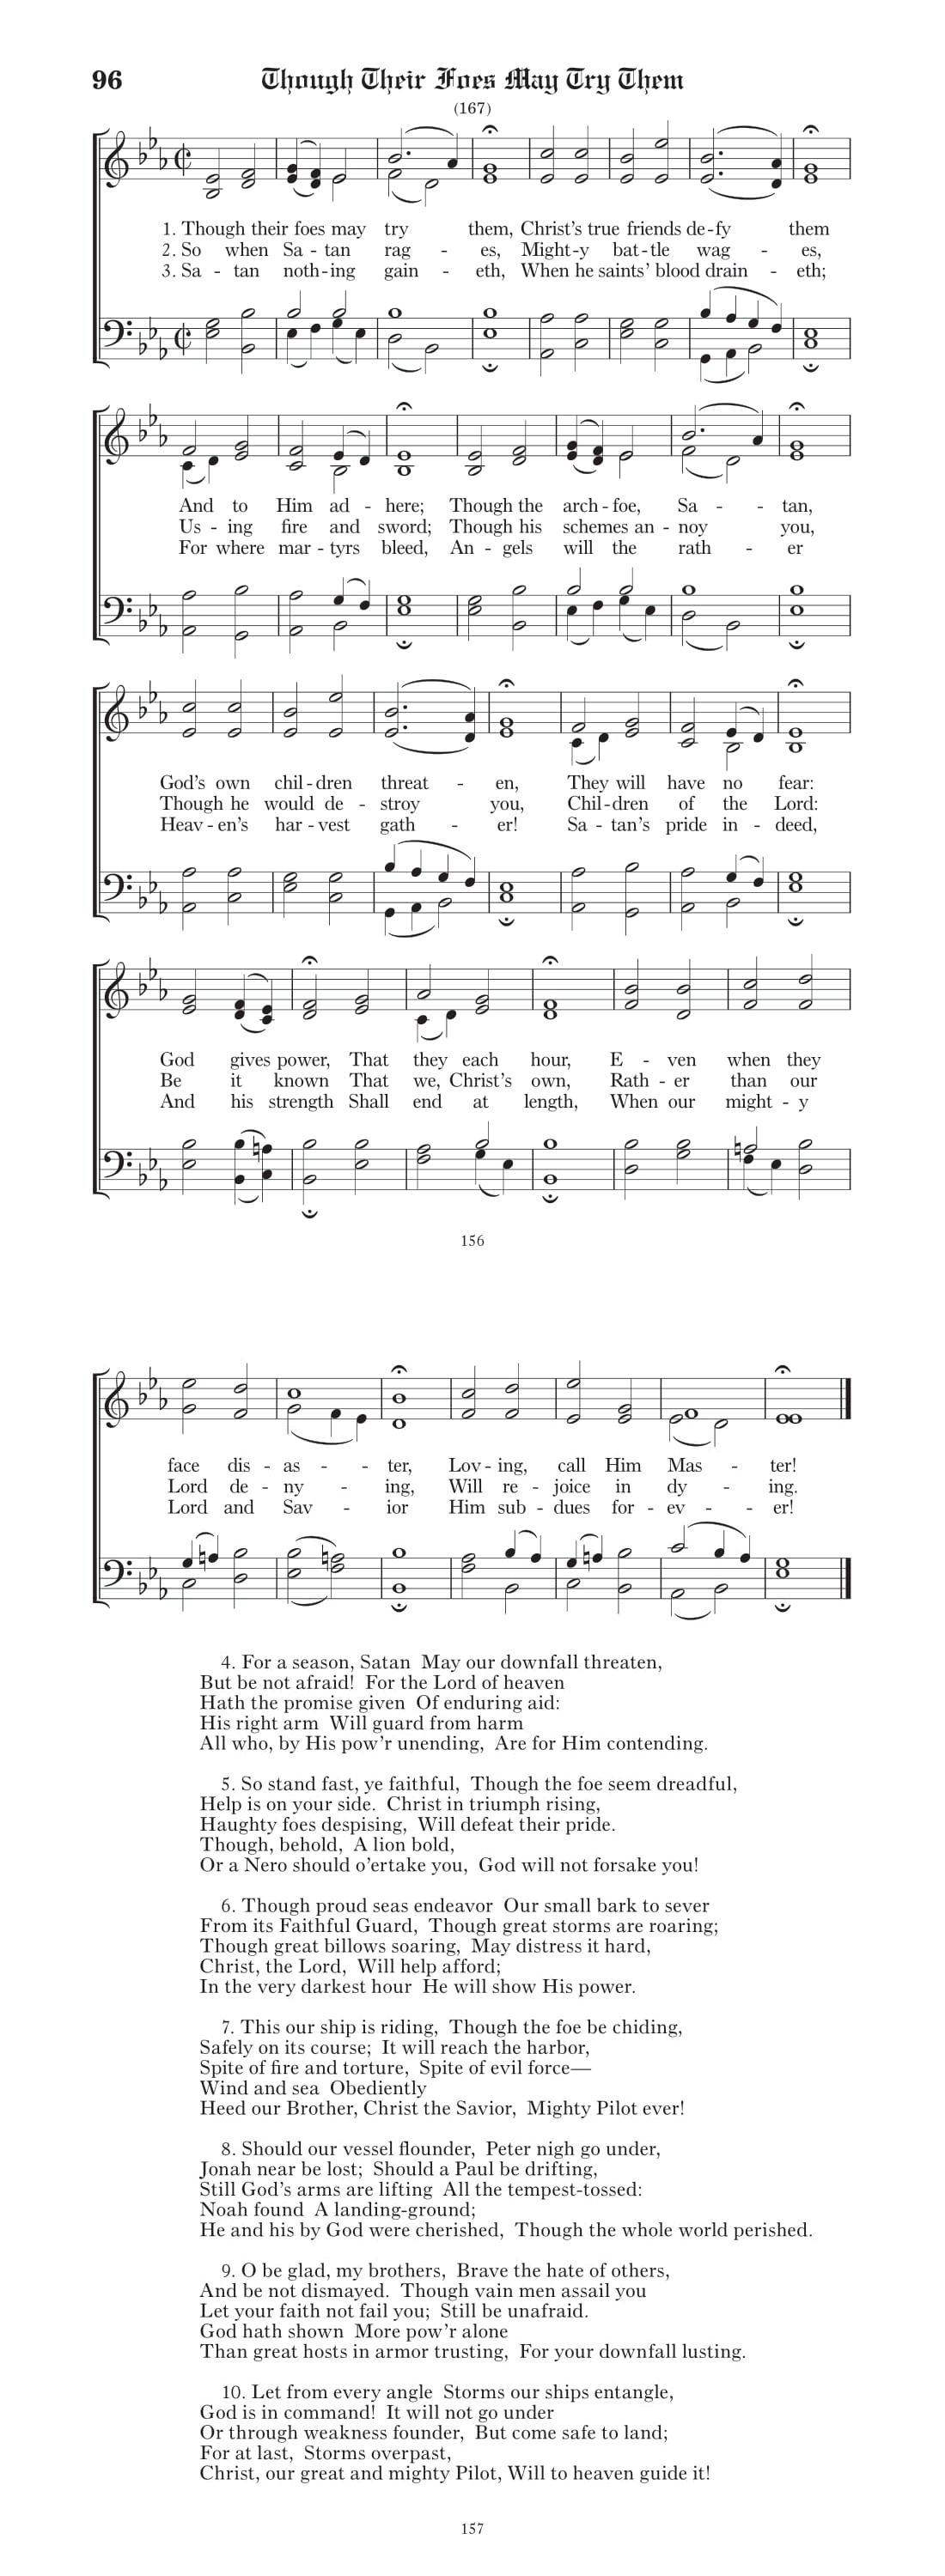 96 Though Their Foes May Try Them
(167)
1. Though their foes may try them, Christ's true friends de-fy them
2. So when Sa - tan rag - es, Might-y bat-tle wag - es,
3. Sa - tan noth-ing gain - eth, When he saints' blood drain - eth;
And to Him ad - here; Though the arch-foe, Sa - - tan,
Us - ing fire and sword; Though his schemes an - noy you,
For where mar - tyrs bleed, An - gels will the rath - er
God's own chil-dren threat - en, They will have no fear:
Though he would de - stroy you, Chil-dren of the Lord:
Heav-en's har-vest gath - er! Sa - tan's pride in - deed,
God gives power, That they each hour, E - ven when they
Be it known That we, Christ's own, Rath - er than our
And his strength Shall end at length, When our might - y
156
face dis - as - - ter, Lov - ing, call Him Mas - ter!
Lord de - ny - ing, Will re - joice in dy - ing.
Lord and Sav - ior Him sub - dues for - ev - - er!
4. For a season, Satan May our downfall threaten,
But be not afraid! For the Lord of heaven
Hath the promise given Of enduring aid:
His right arm Will guard from harm
All who, by His pow'r unending, Are for Him contending.
5. So stand fast, ye faithful, Though the foe seem dreadful,
Help is on your side. Christ in triumph rising,
Haughty foes despising, Will defeat their pride.
Though, behold, A lion bold,
Or a Nero should o'ertake you, God will not forsake you!
6. Though proud seas endeavor Our small bark to sever
From its Faithful Guard, Though great storms are roaring;
Though great billows soaring, May distress it hard,
Christ, the Lord, Will help afford;
In the very darkest hour He will show His power.
7. This our ship is riding, Though the foe be chiding,
Safely on its course; It will reach the harbor,
Spite of fire and torture, Spite of evil force—
Wind and sea Obediently
Heed our Brother, Christ the Savior, Mighty Pilot ever!
8. Should our vessel flounder, Peter nigh go under,
Jonah near be lost; Should a Paul be drifting,
Still God's arms are lifting All the tempest-tossed:
Noah found A landing-ground;
He and his by God were cherished, Though the whole world perished.
9. O be glad, my brothers, Brave the hate of others,
And be not dismayed. Though vain men assail you
Let your faith not fail you; Still be unafraid.
God hath shown More pow'r alone
Than great hosts in armor trusting, For your downfall lusting.
10. Let from every angle Storms our ships entangle,
God is in command! It will not go under
Or through weakness founder, But come safe to land;
For at last, Storms overpast,
Christ, our great and mighty Pilot, Will to heaven guide it!
157